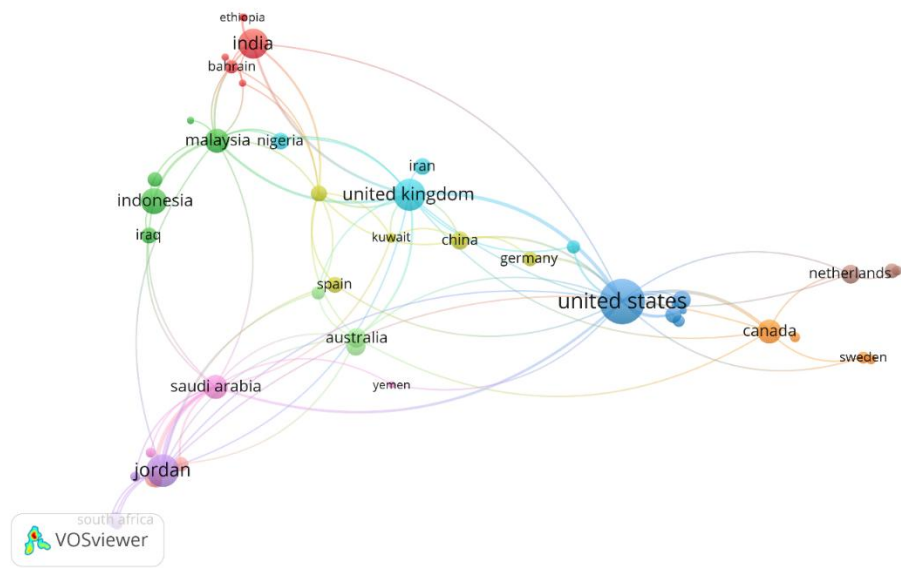 ethiopia
india
bahrain
malaysia
nigeria
iran
united kingdom
indonesia
iraq
kuwait
china
germany
spain
netherlands
united states
australia
canada
sweden
saudi arabia
yemen
jordan
south africa
VOSviewer